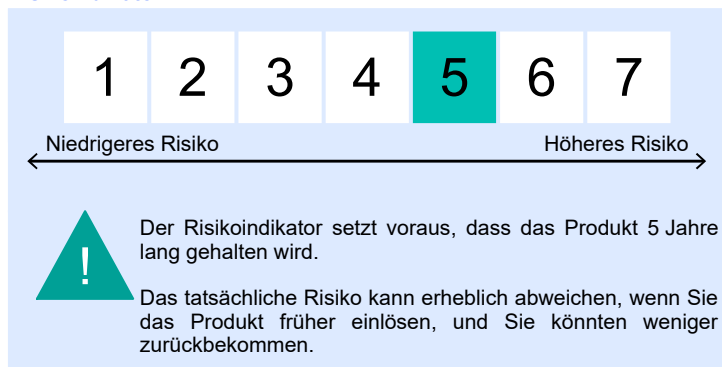 1 2 3 4 5 6 7
Niedrigeres Risiko Höheres Risiko
!
Der Risikoindikator setzt voraus, dass das Produkt 5 Jahre
lang gehalten wird.
Das tatsächliche Risiko kann erheblich abweichen, wenn Sie
das Produkt früher einlösen, und Sie könnten weniger
zurückbekommen.